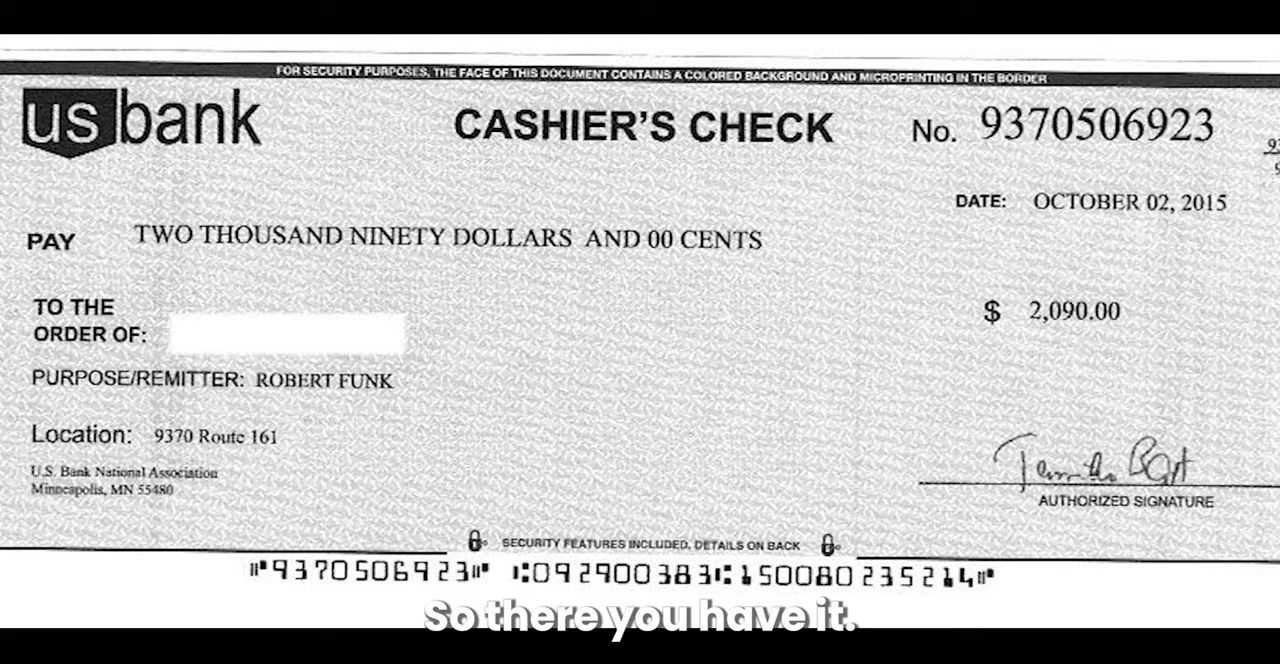 FOR SECURITY PURPOSES, THE FACE OF THIS DOCUMENT CONTAINS A COLORED BACKGROUND AND MICROPRINTING IN THE BORDER
usbank CASHIER'S CHECK No. 9370506923
DATE: OCTOBER 02, 2015
PAY TWO THOUSAND NINETY DOLLARS AND 00 CENTS
TO THE
ORDER OF:
$ 2,090.00
PURPOSE/REMITTER: ROBERT FUNK
Location: 9370 Route 161
U.S. Bank National Association
Minneapolis, MN 55480
AUTHORIZED SIGNATURE
SECURITY FEATURES INCLUDED. DETAILS ON BACK
⑈9370506923⑈ ⑆092900383⑆150080235214⑈
So there you have it.